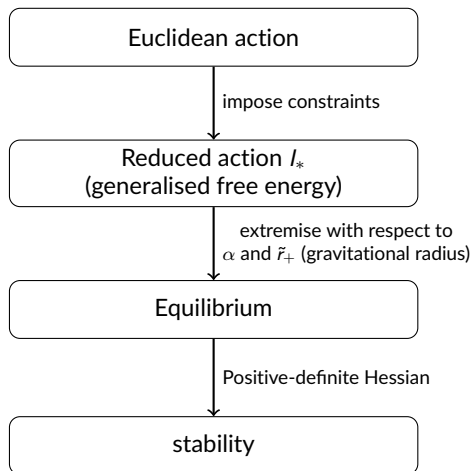 Euclidean action
impose constraints
Reduced action I∗
(generalised free energy)
extremise with respect to
α and r̃₊ (gravitational radius)
Equilibrium
Positive-definite Hessian
stability